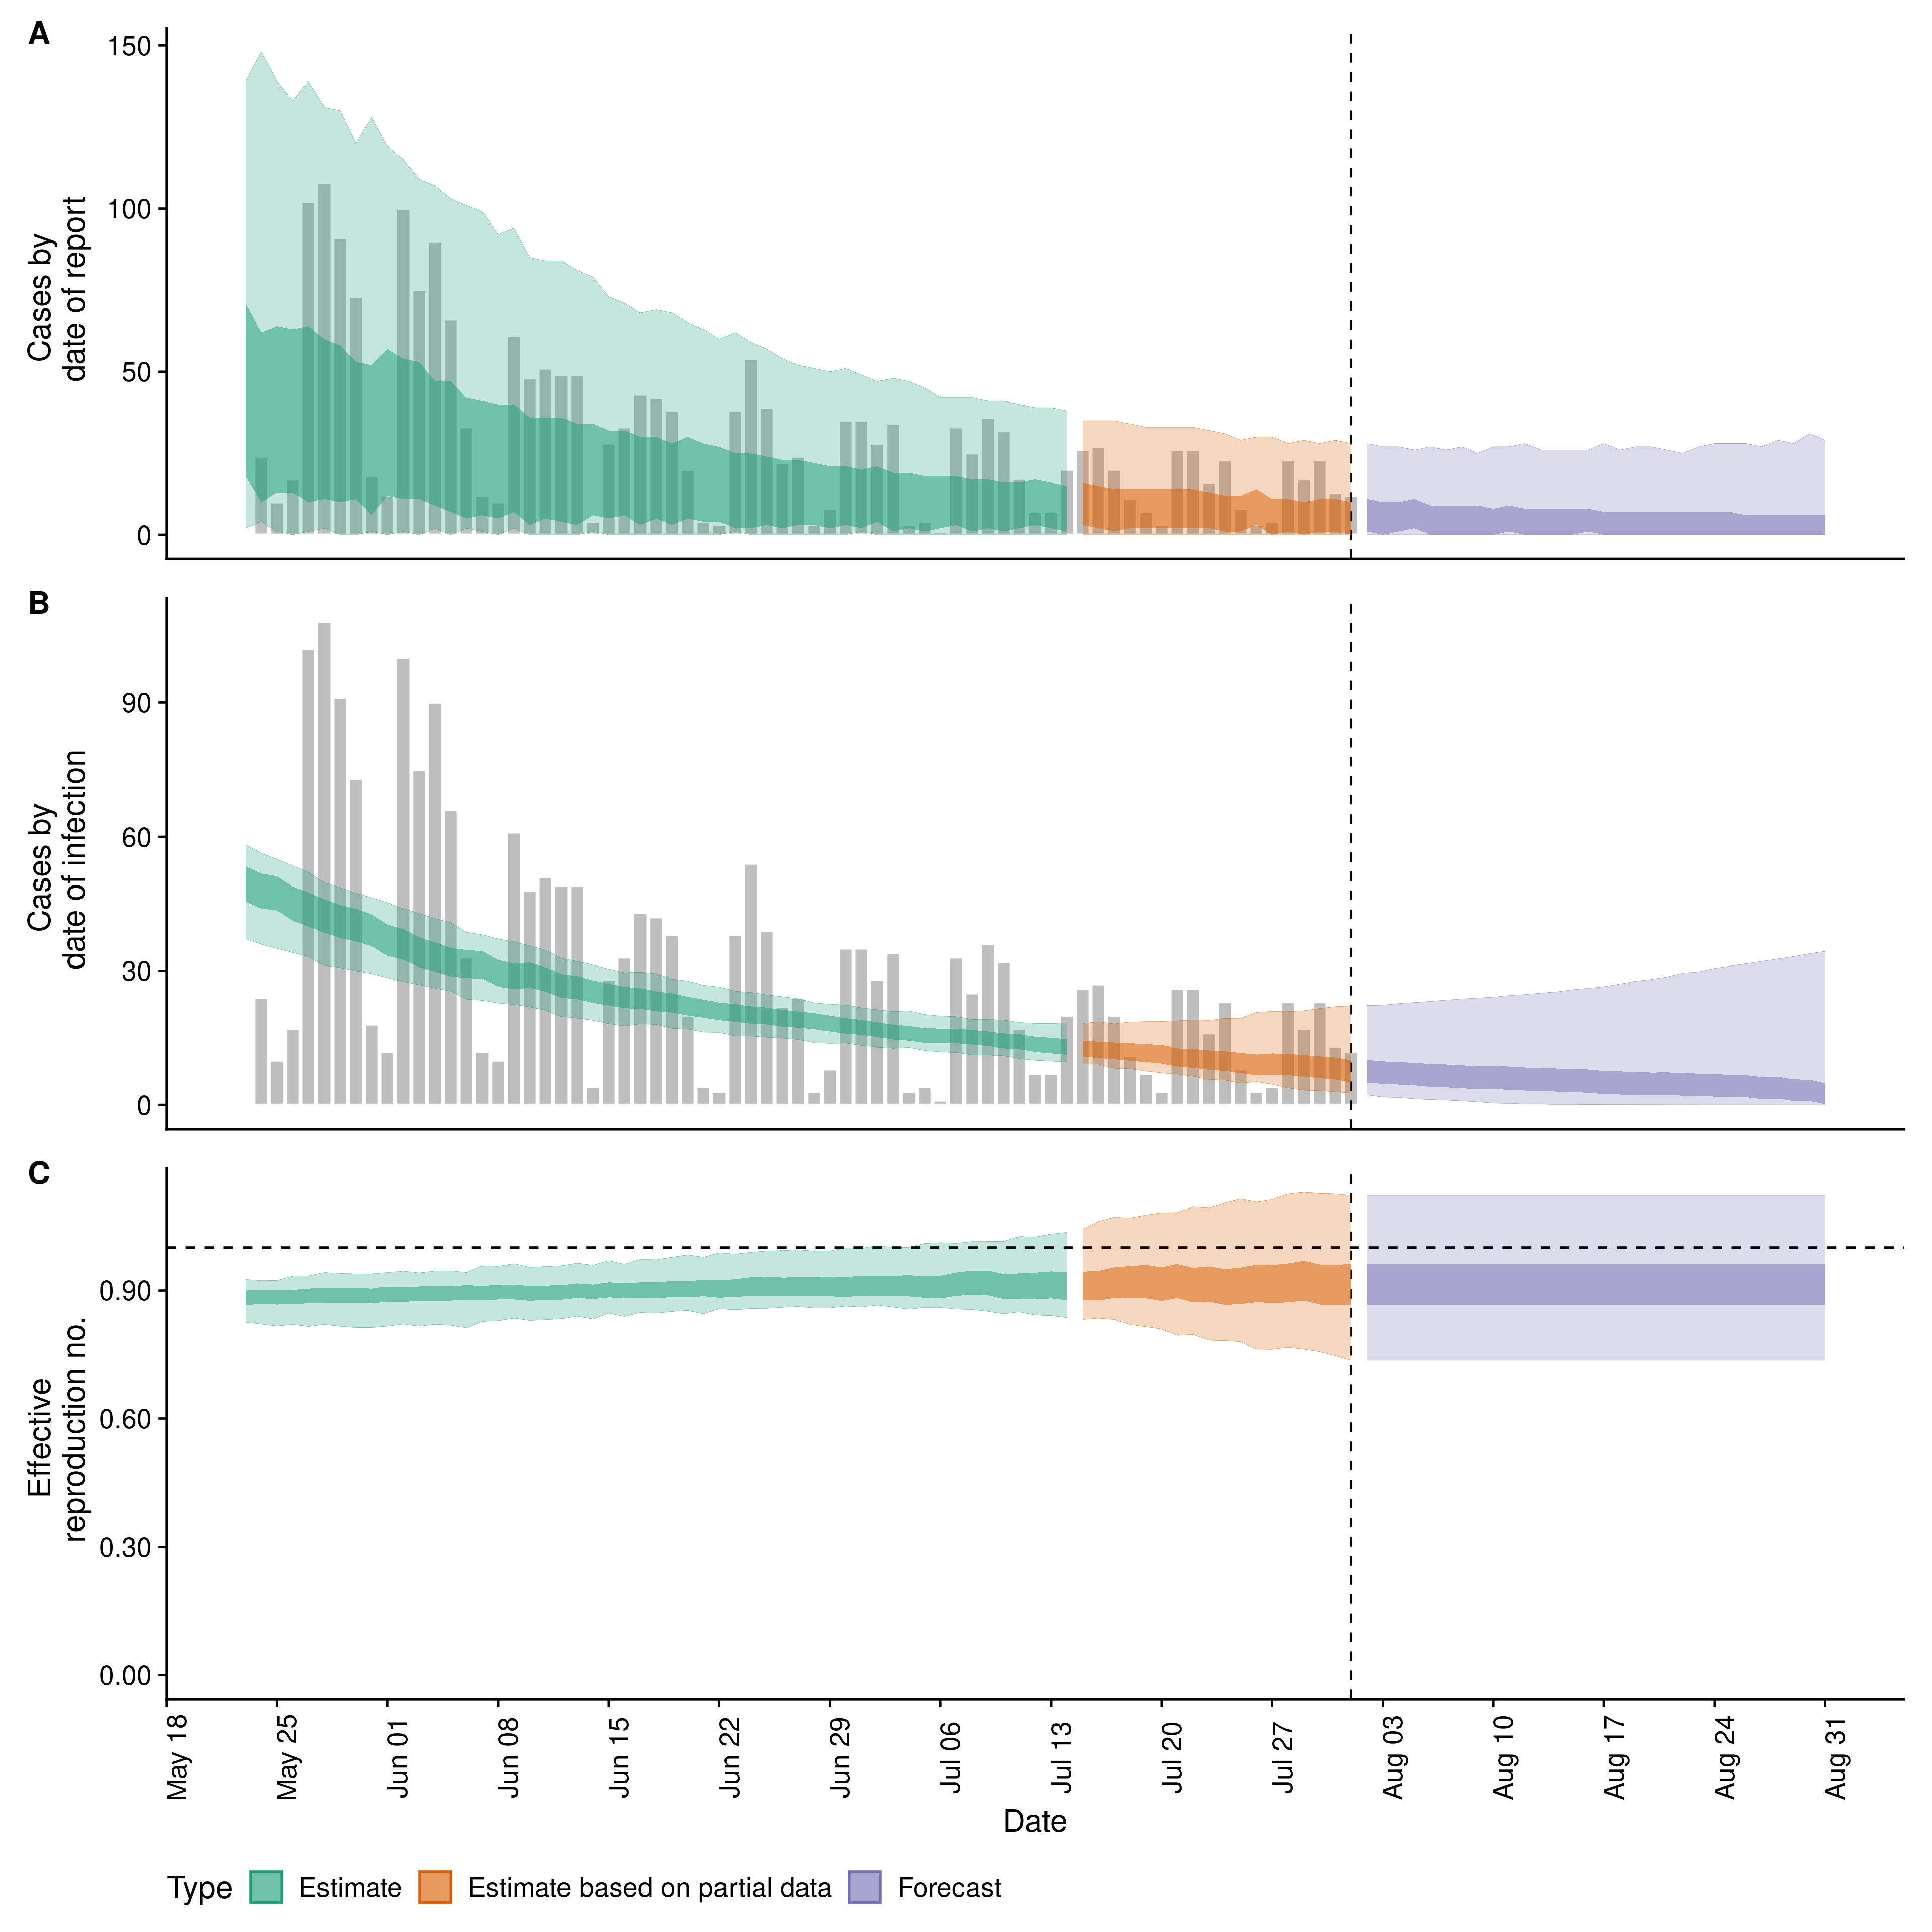 A
Cases by
date of report
150
100
50
0
B
Cases by
date of infection
90
60
30
0
C
Effective
reproduction no.
0.90
0.60
0.30
0.00
May 18
May 25
Jun 01
Jun 08
Jun 15
Jun 22
Jun 29
Jul 06
Jul 13
Jul 20
Jul 27
Aug 03
Aug 10
Aug 17
Aug 24
Aug 31
Date
Type Estimate Estimate based on partial data Forecast